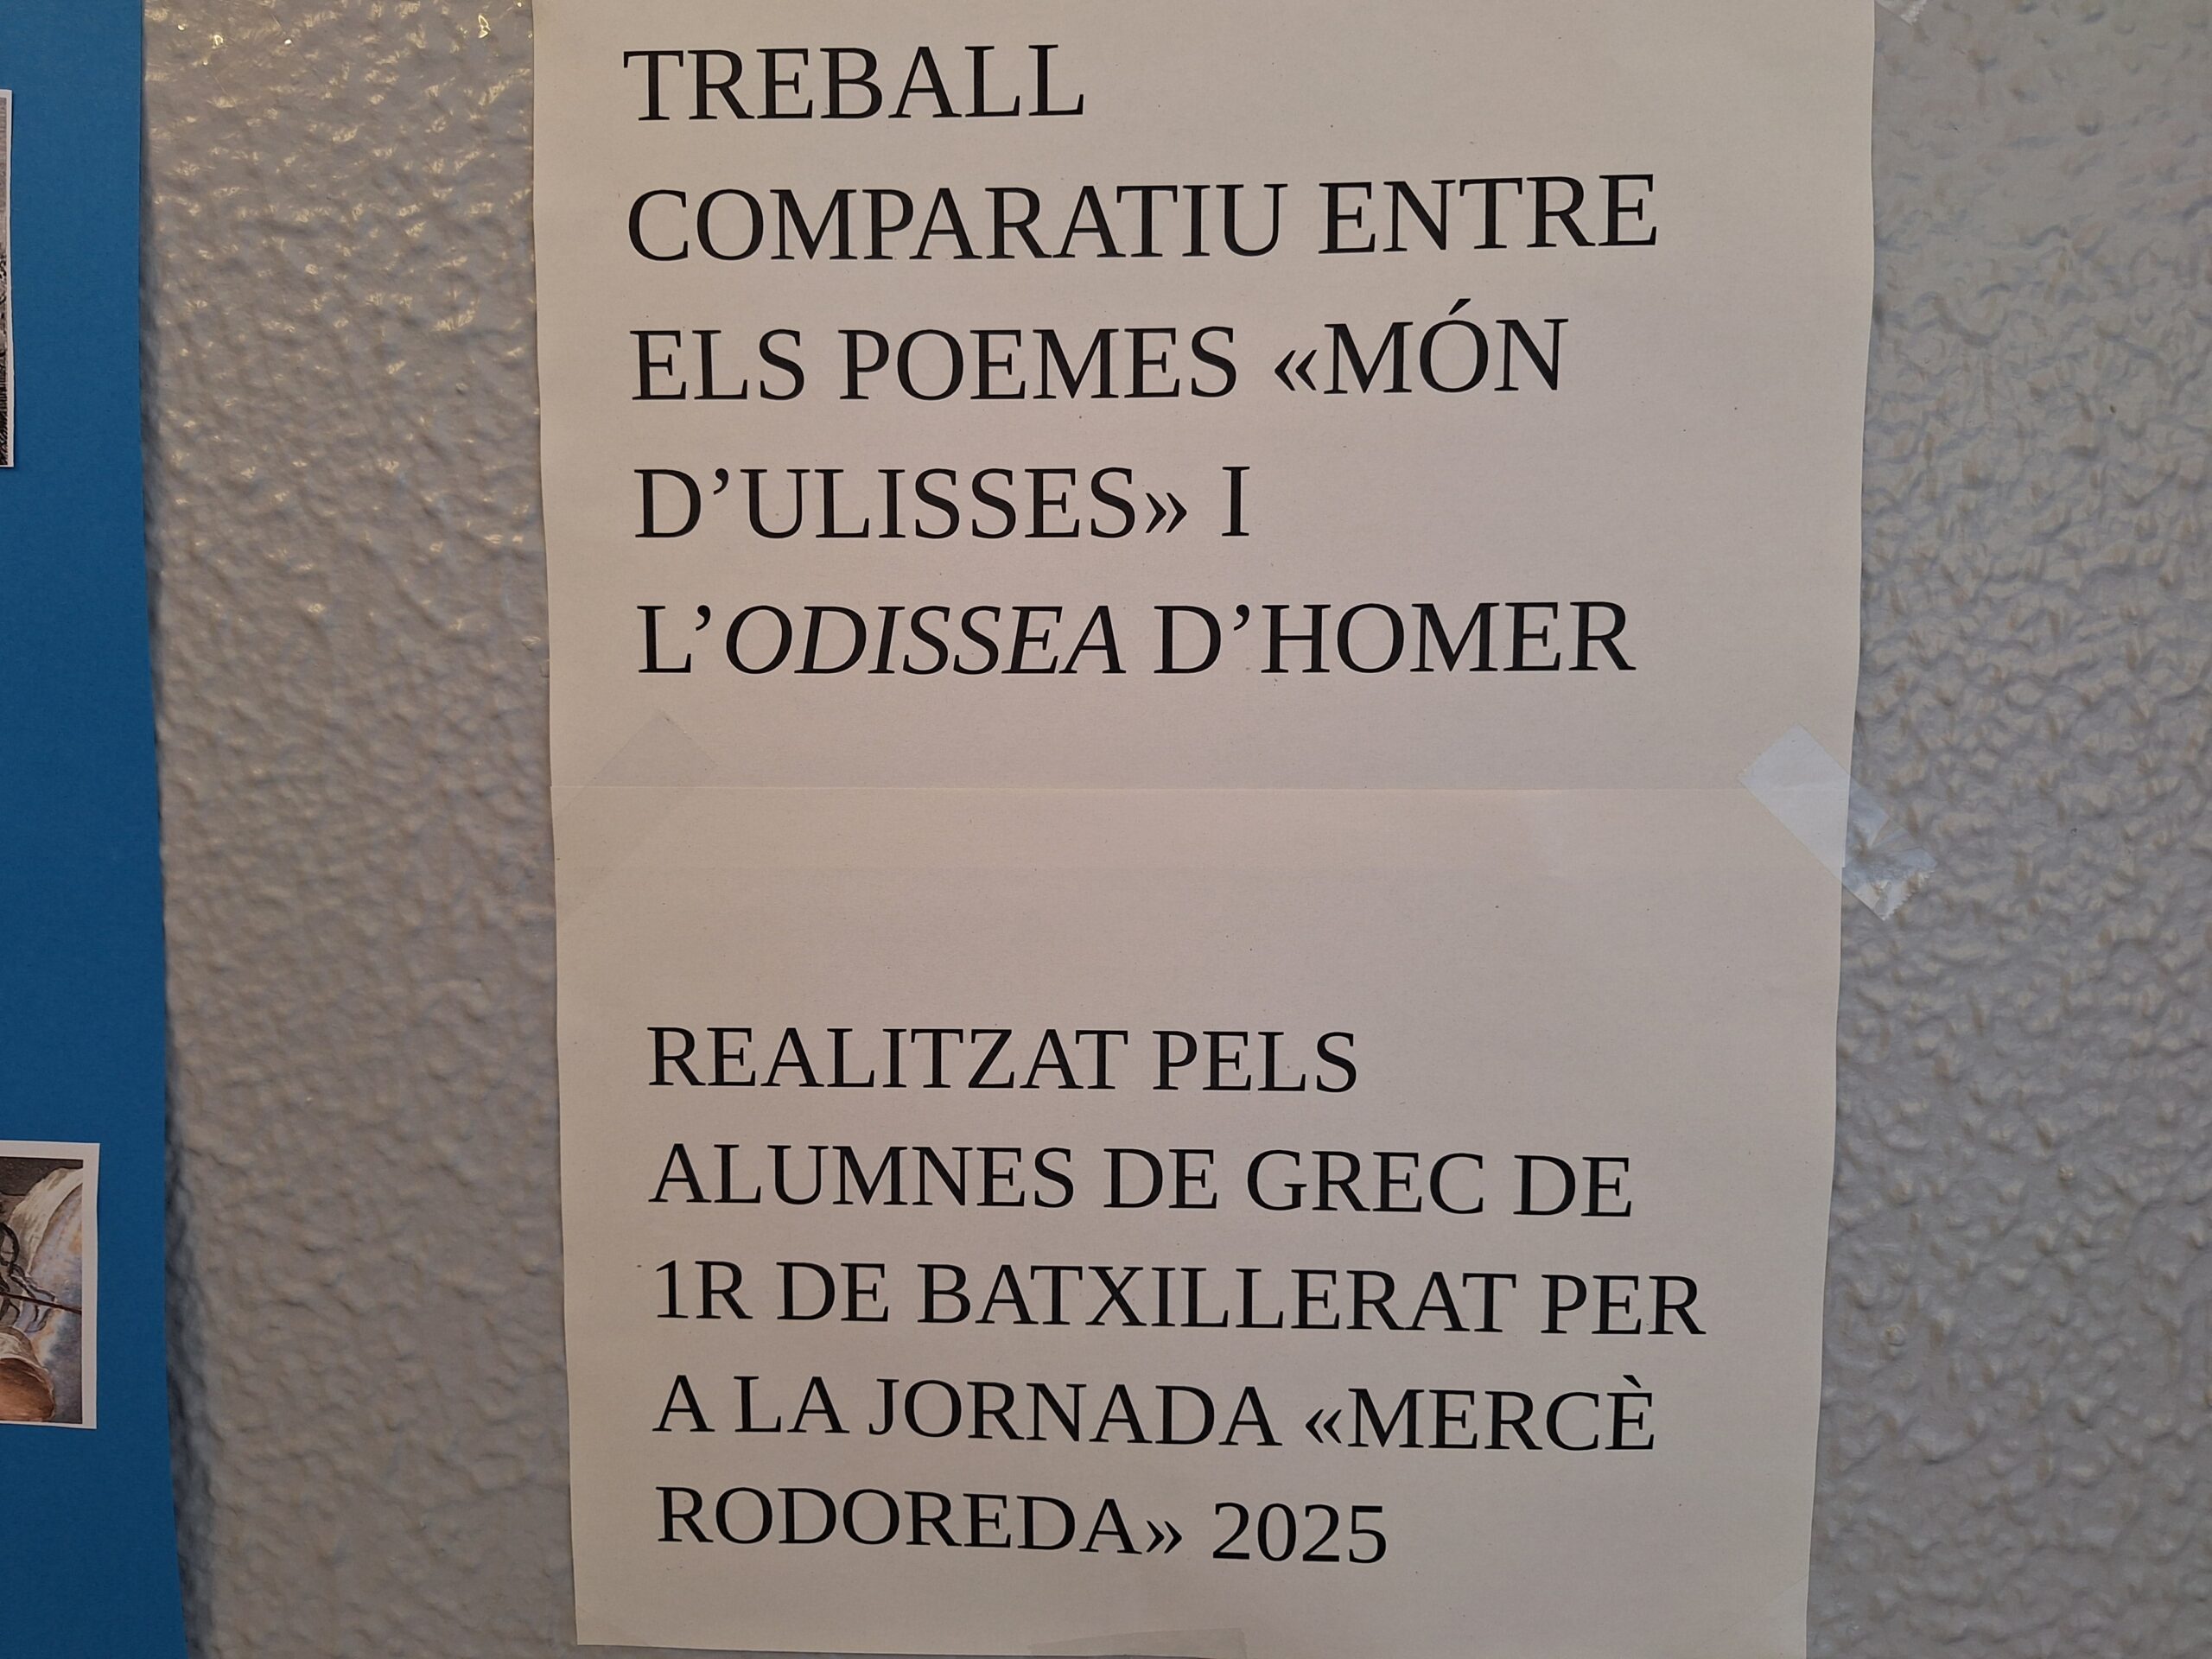 TREBALL
COMPARATIU ENTRE
ELS POEMES «MÓN
D’ULISSES» I
L’ODISSEA D’HOMER
REALITZAT PELS
ALUMNES DE GREC DE
1R DE BATXILLERAT PER
A LA JORNADA «MERCÈ
RODOREDA» 2025